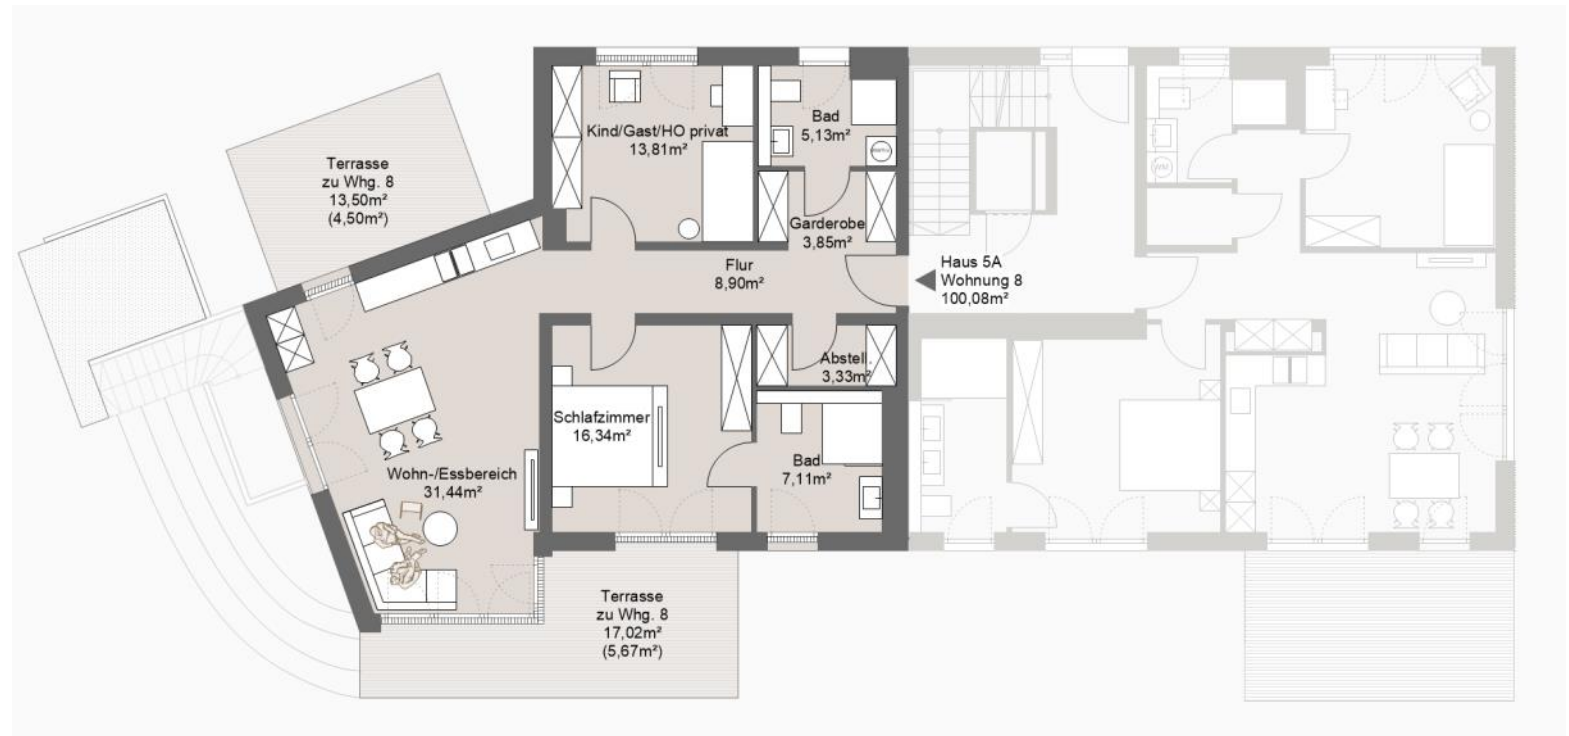 Kind/Gast/HO privat
13,81m²
Bad
5,13m²
Terrasse
zu Whg. 8
13,50m²
(4,50m²)
Garderobe
3,85m²
Flur
8,90m²
Haus 5A
Wohnung 8
100,08m²
Abstell.
3,33m²
Schlafzimmer
16,34m²
Bad
7,11m²
Wohn-/Essbereich
31,44m²
Terrasse
zu Whg. 8
17,02m²
(5,67m²)
WM